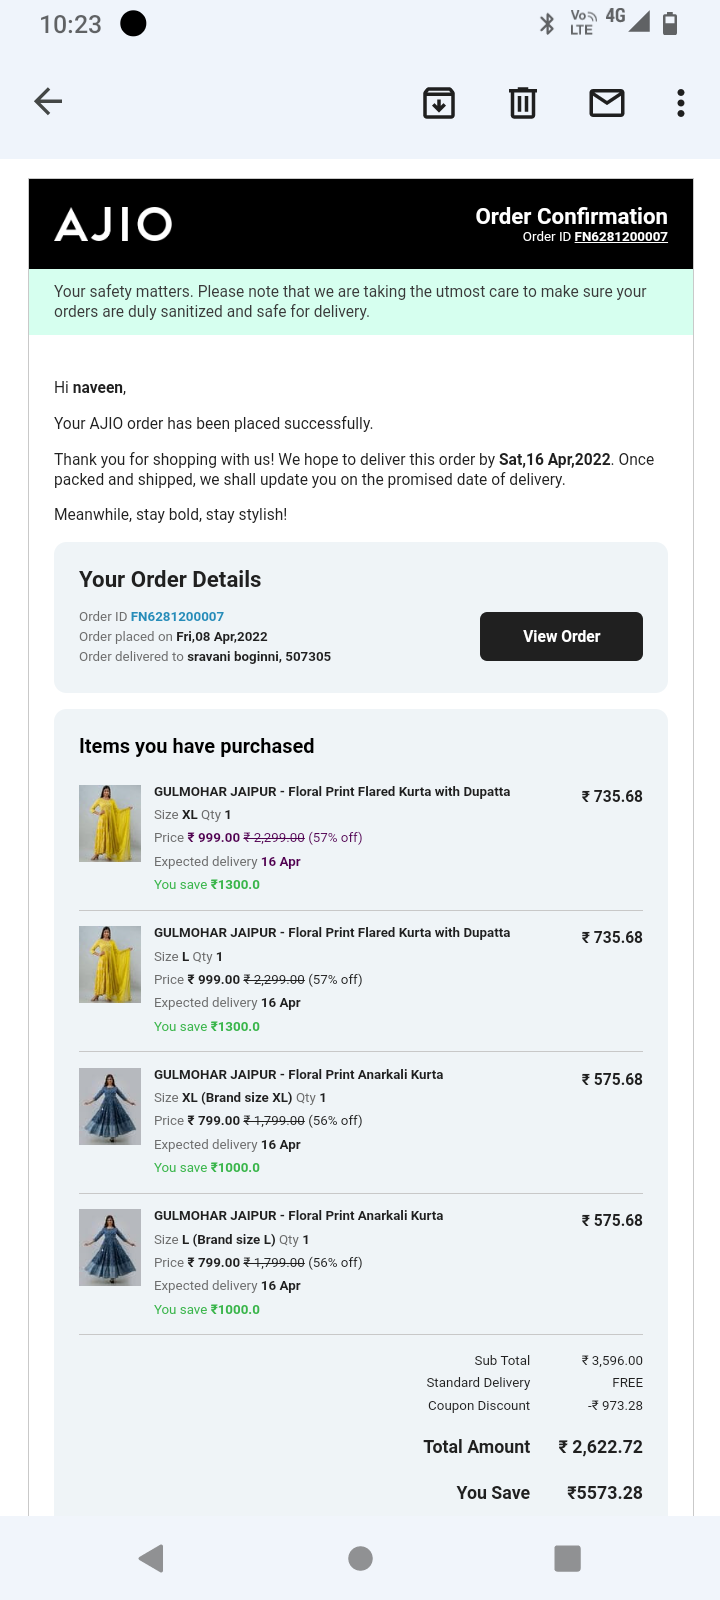 10:23
Vo LTE 4G
AJIO
Order Confirmation
Order ID FN6281200007
Your safety matters. Please note that we are taking the utmost care to make sure your
orders are duly sanitized and safe for delivery.
Hi naveen,
Your AJIO order has been placed successfully.
Thank you for shopping with us! We hope to deliver this order by Sat,16 Apr,2022. Once
packed and shipped, we shall update you on the promised date of delivery.
Meanwhile, stay bold, stay stylish!
Your Order Details
Order ID FN6281200007
Order placed on Fri,08 Apr,2022
Order delivered to sravani boginni, 507305
View Order
Items you have purchased
GULMOHAR JAIPUR - Floral Print Flared Kurta with Dupatta ₹ 735.68
Size XL Qty 1
Price ₹ 999.00 ₹ 2,299.00 (57% off)
Expected delivery 16 Apr
You save ₹1300.0
GULMOHAR JAIPUR - Floral Print Flared Kurta with Dupatta ₹ 735.68
Size L Qty 1
Price ₹ 999.00 ₹ 2,299.00 (57% off)
Expected delivery 16 Apr
You save ₹1300.0
GULMOHAR JAIPUR - Floral Print Anarkali Kurta ₹ 575.68
Size XL (Brand size XL) Qty 1
Price ₹ 799.00 ₹ 1,799.00 (56% off)
Expected delivery 16 Apr
You save ₹1000.0
GULMOHAR JAIPUR - Floral Print Anarkali Kurta ₹ 575.68
Size L (Brand size L) Qty 1
Price ₹ 799.00 ₹ 1,799.00 (56% off)
Expected delivery 16 Apr
You save ₹1000.0
Sub Total ₹ 3,596.00
Standard Delivery FREE
Coupon Discount -₹ 973.28
Total Amount ₹ 2,622.72
You Save ₹5573.28